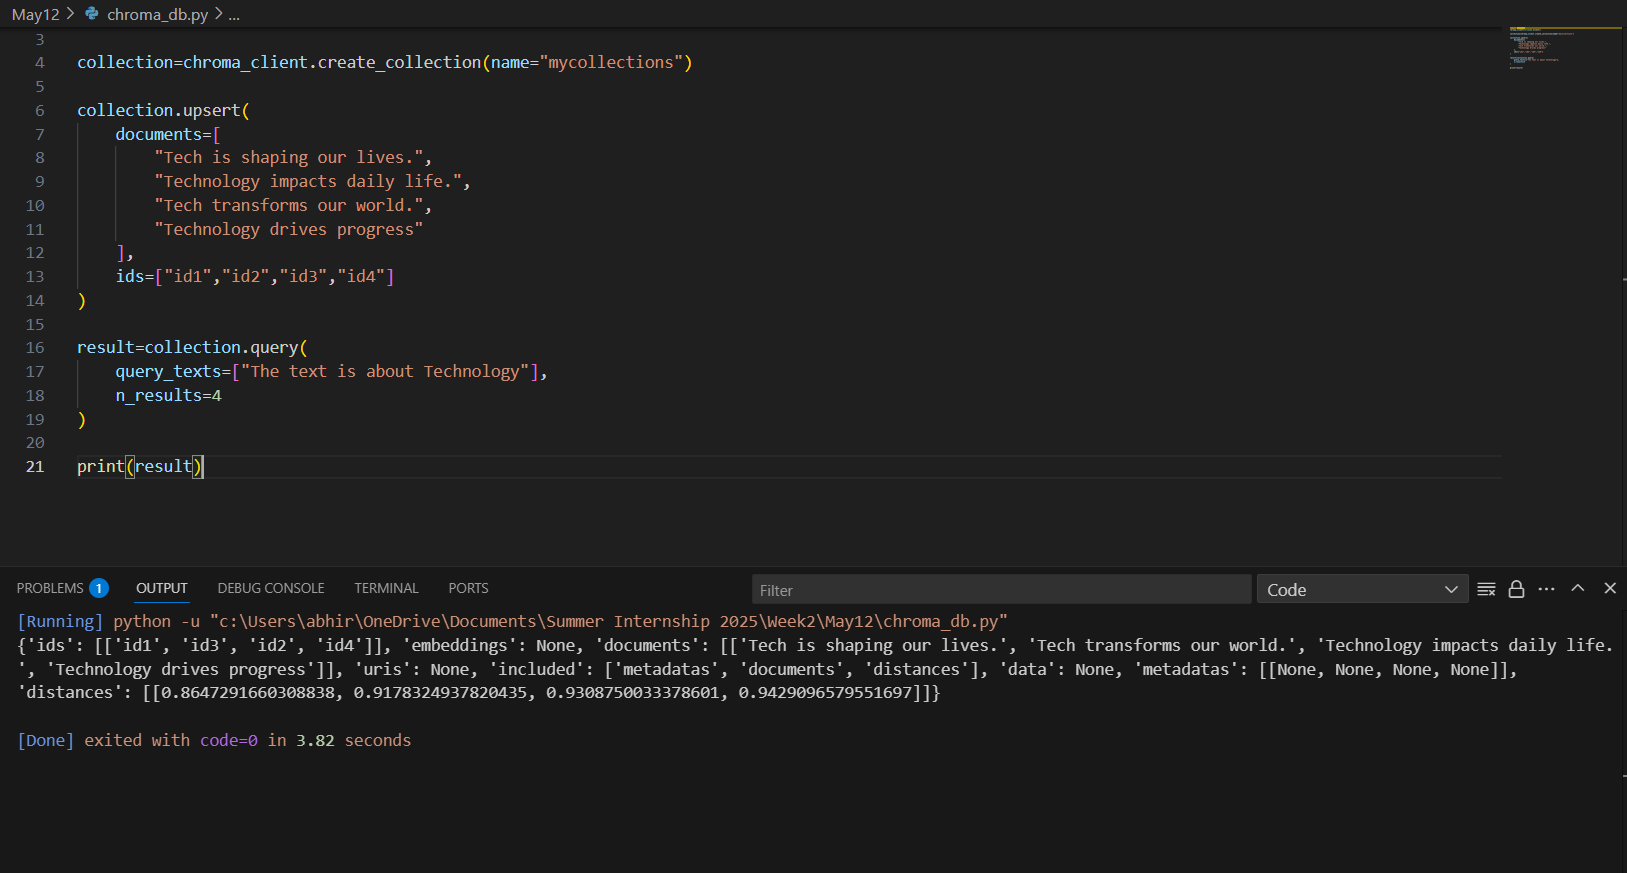 May12 > chroma_db.py > ...
3
4 collection=chroma_client.create_collection(name="mycollections")
5
6 collection.upsert(
7     documents=[
8         "Tech is shaping our lives.",
9         "Technology impacts daily life.",
10         "Tech transforms our world.",
11         "Technology drives progress"
12     ],
13     ids=["id1","id2","id3","id4"]
14 )
15
16 result=collection.query(
17     query_texts=["The text is about Technology"],
18     n_results=4
19 )
20
21 print(result)
PROBLEMS 1 OUTPUT DEBUG CONSOLE TERMINAL PORTS Filter Code
[Running] python -u "c:\Users\abhir\OneDrive\Documents\Summer Internship 2025\Week2\May12\chroma_db.py"
{'ids': [['id1', 'id3', 'id2', 'id4']], 'embeddings': None, 'documents': [['Tech is shaping our lives.', 'Tech transforms our world.', 'Technology impacts daily life.
', 'Technology drives progress']], 'uris': None, 'included': ['metadatas', 'documents', 'distances'], 'data': None, 'metadatas': [[None, None, None, None]],
'distances': [[0.8647291660308838, 0.9178324937820435, 0.9308750033378601, 0.9429096579551697]]}
[Done] exited with code=0 in 3.82 seconds